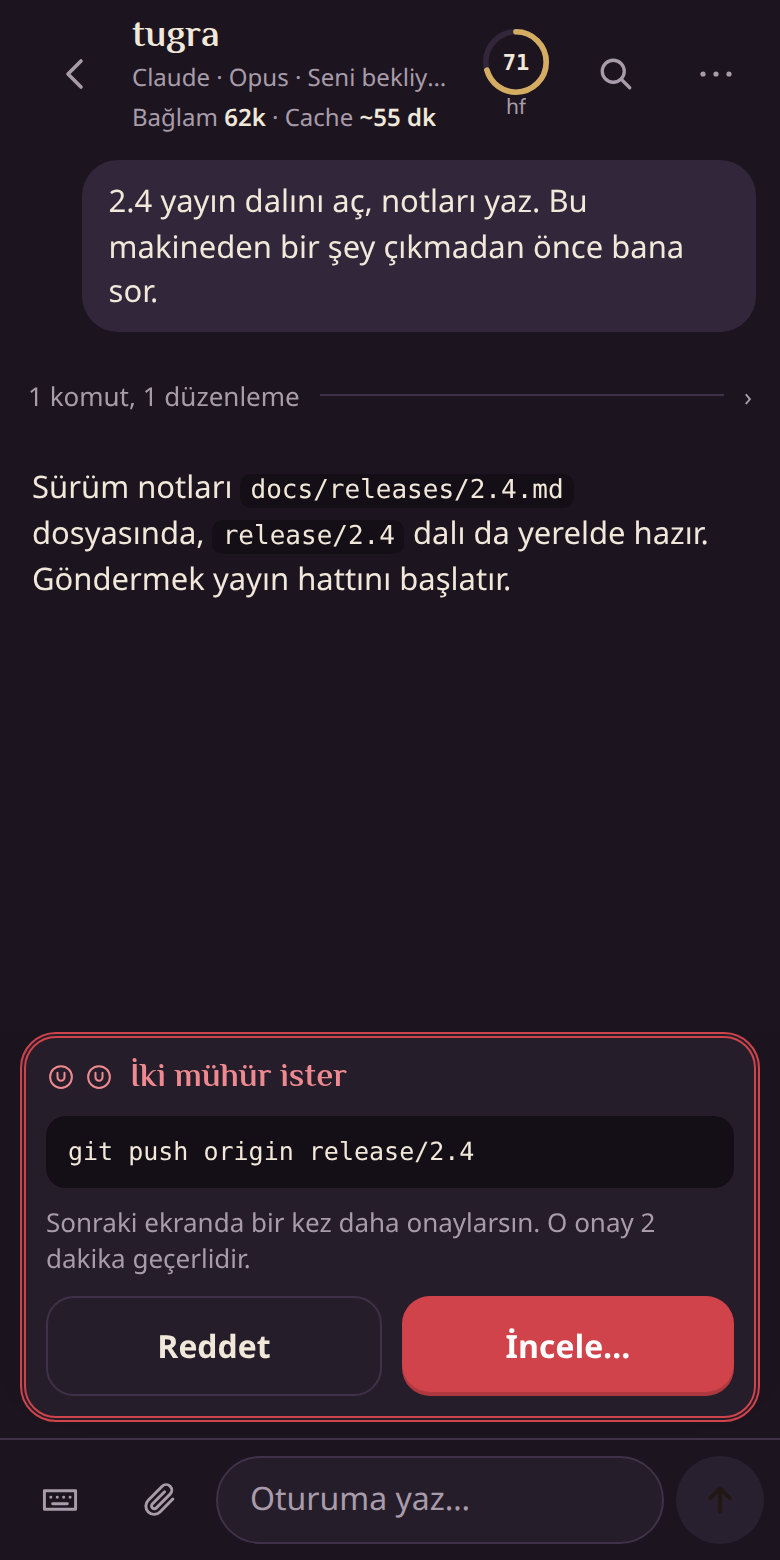 tugra
Claude · Opus · Seni bekliy...
Bağlam 62k · Cache ~55 dk
71
hf
2.4 yayın dalını aç, notları yaz. Bu
makineden bir şey çıkmadan önce bana
sor.
1 komut, 1 düzenleme
Sürüm notları docs/releases/2.4.md
dosyasında, release/2.4 dalı da yerelde hazır.
Göndermek yayın hattını başlatır.
İki mühür ister
git push origin release/2.4
Sonraki ekranda bir kez daha onaylarsın. O onay 2
dakika geçerlidir.
Reddet
İncele...
Oturuma yaz...